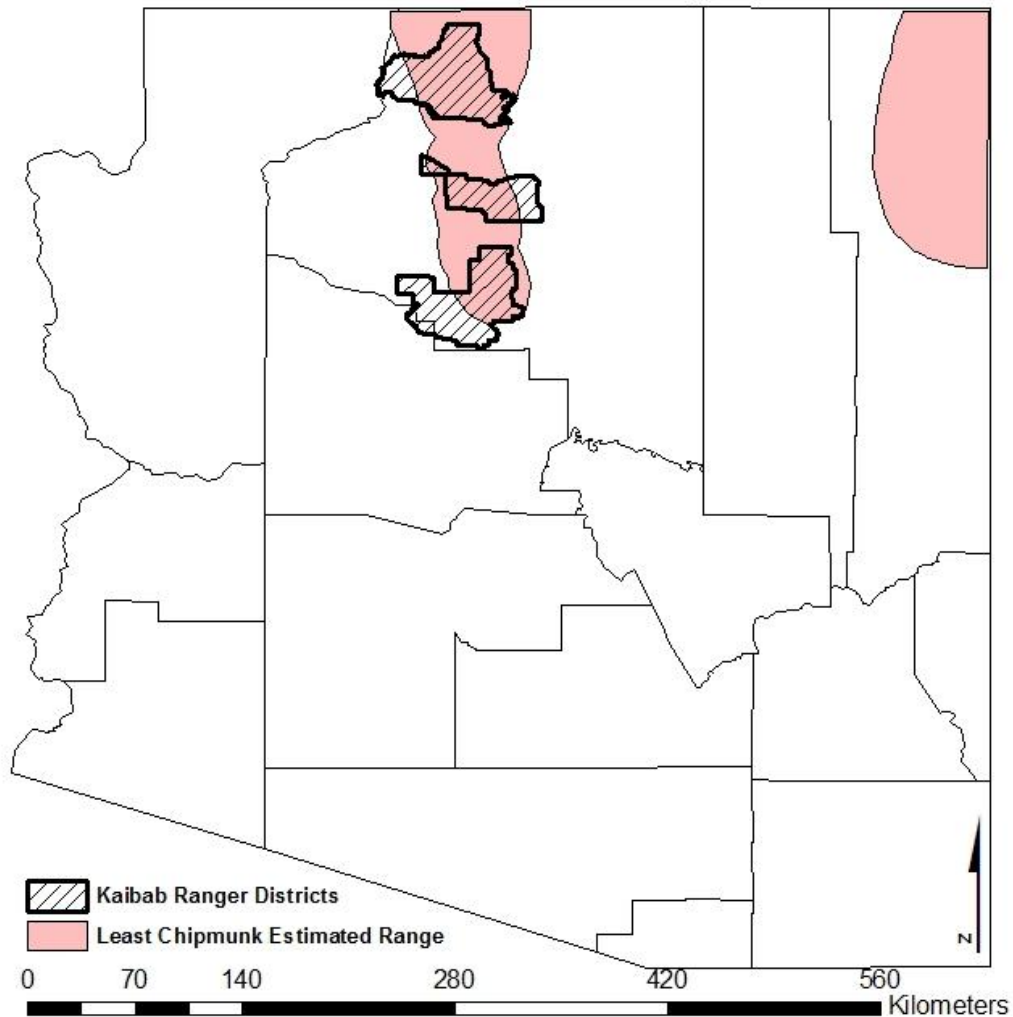 Kaibab Ranger Districts
Least Chipmunk Estimated Range
N
0 70 140 280 420 560
Kilometers